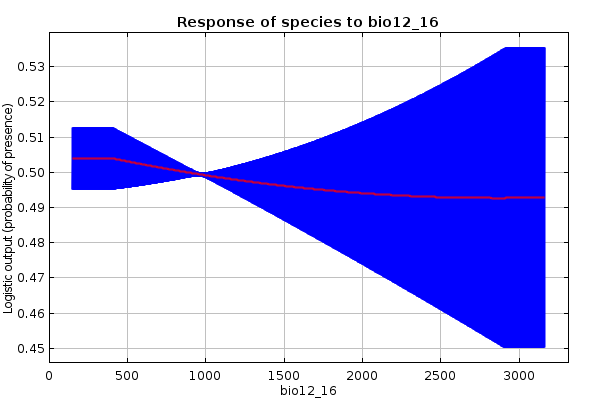 Response of species to bio12_16
Logistic output (probability of presence)
0.53
0.52
0.51
0.50
0.49
0.48
0.47
0.46
0.45
0 500 1000 1500 2000 2500 3000
bio12_16